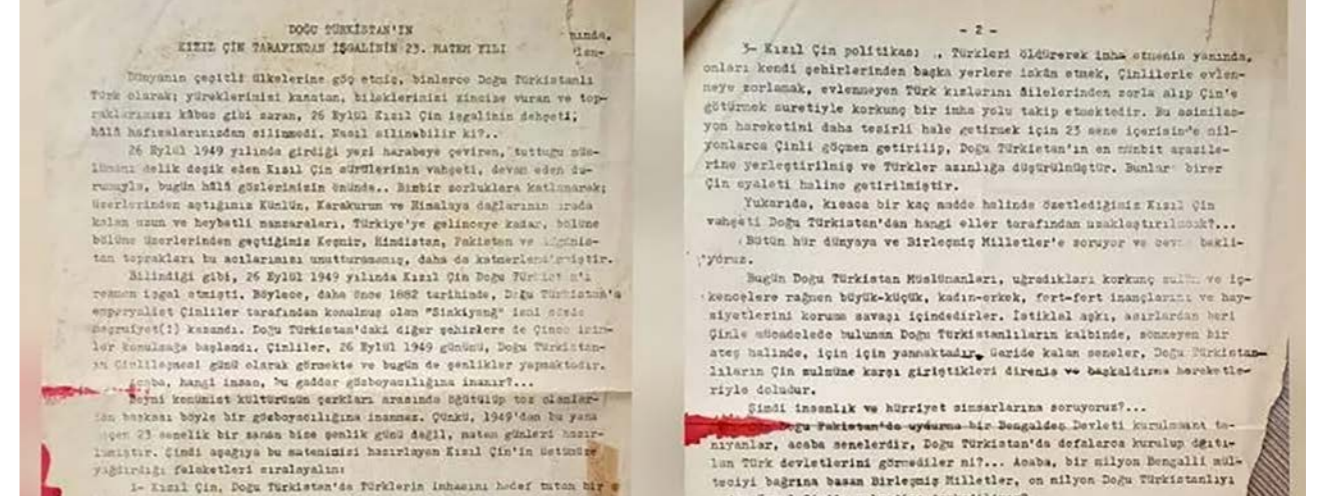 DOĞU TÜRKİSTAN'IN
KIZIL ÇİN TARAFINDAN İŞGALİNİN 23. MATEM YILI
Dünyanın çeşitli ülkelerine göç etmiş, binlerce Doğu Türkistanlı
Türk olarak; yüreklerimizi kanatan, bileklerimizi zincire vuran ve top-
raklarımızı kâbus gibi saran, 26 Eylül Kızıl Çin işgalinin dehşeti;
hâlâ hafızalarımızdan silinmedi. Nasıl silinebilir ki?..
26 Eylül 1949 yılında girdiği yeri harabeye çeviren, tuttuğu müs-
lümanı delik deşik eden Kızıl Çin sürülerinin vahşeti, devam eden du-
rumuyla, bugün hâlâ gözlerimizin önünde.. Binbir zorluklara katlanarak;
üzerlerinden aştığımız Künlün, Karakurum ve Himalaya dağlarının arada
kalan uzun ve heybetli manzaraları, Türkiye'ye gelinceye kadar, bölüne
bölüne üzerlerinden geçtiğimiz Keşmir, Hindistan, Pakistan ve
tan toprakları bu acılarımızı unutturamamış, daha da
Bilindiği gibi, 26 Eylül 1949 yılında Kızıl Çin Doğu
resmen işgal etmişti. Böylece, daha önce 1882 tarihinde, Doğu Türkistan'a
emperyalist Çinliler tarafından konulmuş olan "Sinkiyang" ismi sözde
meşruiyet(!) kazandı. Doğu Türkistan'daki diğer şehirlere de Çince isim-
ler konulmağa başlandı. Çinliler, 26 Eylül 1949 gününü, Doğu Türkistan-
ın Çinlileşmesi günü olarak görmekte ve bugün de şenlikler yapmaktadır.
Acaba, hangi insan, bu gaddar gözboyacılığına inanır?...
Beyni komünist kültürünün çarkları arasında öğütülüp toz olanlar-
dan başkası böyle bir gözboyacılığına inanmaz. Çünkü, 1949'dan bu yana
geçen 23 senelik bir zaman bize şenlik günü değil, matem günleri hazır-
lamıştır. Şimdi aşağıya bu matemimizi hazırlayan Kızıl Çin'in üstümüze
yağdırdığı felaketleri sıralayalım:
1- Kızıl Çin, Doğu Türkistan'da Türklerin imhasını hedef tutan bir
- 2 -
3- Kızıl Çin politikası; Türkleri öldürerek imha etmenin yanında,
onları kendi şehirlerinden başka yerlere iskân etmek, Çinlilerle evlen-
meye zorlamak, evlenmeyen Türk kızlarını âilelerinden zorla alıp Çin'e
götürmek suretiyle korkunç bir imha yolu takip etmektedir. Bu asimilas-
yon hareketini daha tesirli hale getirmek için 23 sene içerisin'e mil-
yonlarca Çinli göçmen getirilip, Doğu Türkistan'ın en münbit arazile-
rine yerleştirilmiş ve Türkler azınlığa düşürülmüştür. Bunlar birer
Çin eyaleti haline getirilmiştir.
Yukarıda, kısaca bir kaç madde halinde özetlediğimiz Kızıl Çin
vahşeti Doğu Türkistan'dan hangi eller tarafından uzaklaştırılacak?...
Bütün hür dünyaya ve Birleşmiş Milletler'e soruyor ve cevap bekli-
yoruz.
Bugün Doğu Türkistan Müslümanları, uğradıkları korkunç zulüm ve iş-
kencelere rağmen büyük-küçük, kadın-erkek, fert-fert inançlarını ve hay-
siyetlerini koruma savaşı içindedirler. İstiklal aşkı, asırlardan beri
Çinle mücadelede bulunan Doğu Türkistanlıların kalbinde, sönmeyen bir
ateş halinde, için için yanmaktadır. Geride kalan seneler, Doğu Türkistan-
lıların Çin zulmüne karşı giriştikleri direniş ve başkaldırma hareketle-
riyle doludur.
Şimdi insanlık ve hürriyet simsarlarına soruyoruz?...
Doğu Pakistan'da uydurma bir Bengaldeş Devleti kurulmasını ta-
nıyanlar, acaba senelerdir, Doğu Türkistan'da defalarca kurulup dğıtı-
lan Türk devletlerini görmediler mi?... Acaba, bir milyon Bengalli mül-
teciyi bağrına basan Birleşmiş Milletler, on milyon Doğu Türkistanlıyı